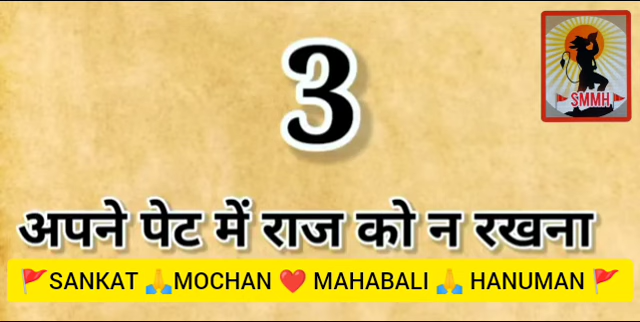 3
SMMH
अपने पेट में राज को न रखना
🚩SANKAT 🙏MOCHAN ❤️ MAHABALI 🙏 HANUMAN 🚩